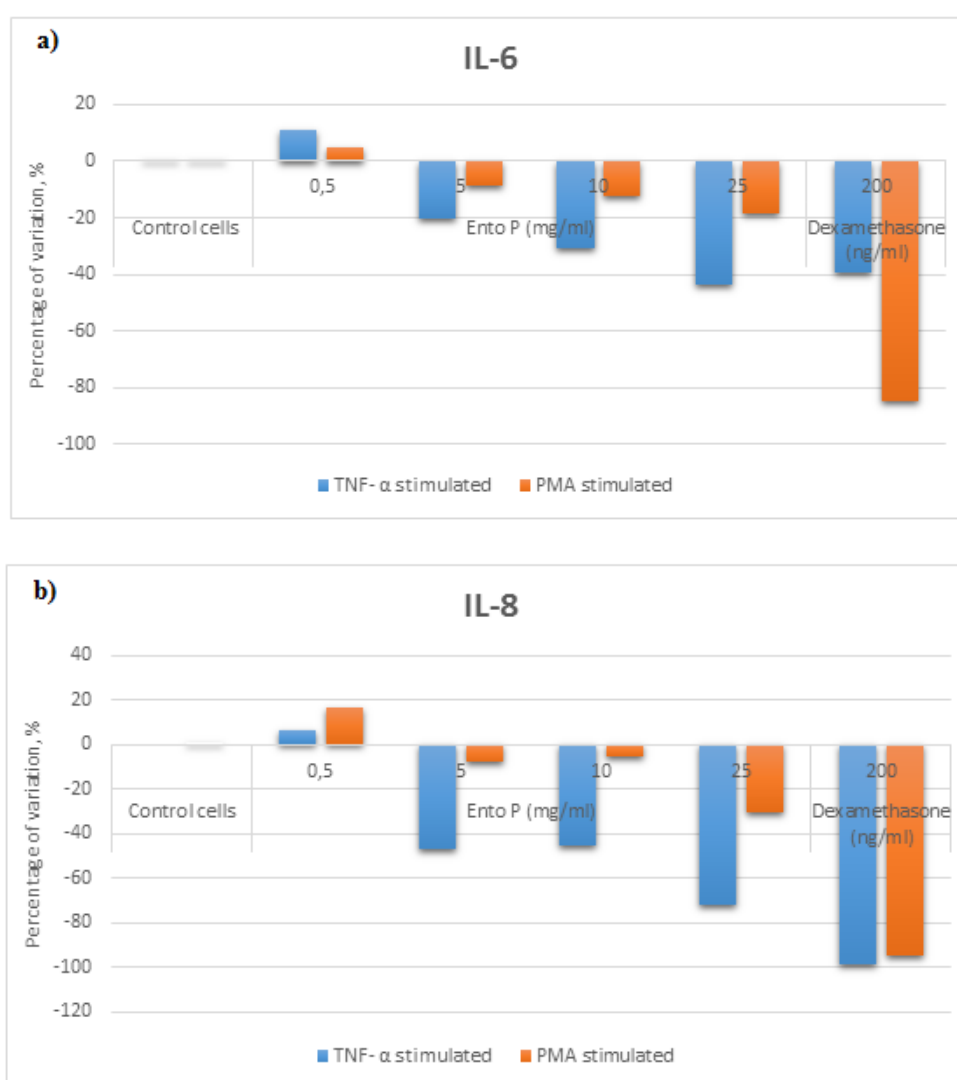 a)
IL-6
Percentage of variation, %
20
0
-20
-40
-60
-80
-100
0,5
5
10
25
200
Control cells
Ento P (mg/ml)
Dexamethasone
(ng/ml)
TNF- α stimulated
PMA stimulated
b)
IL-8
Percentage of variation, %
40
20
0
-20
-40
-60
-80
-100
-120
0,5
5
10
25
200
Control cells
Ento P (mg/ml)
Dexamethasone
(ng/ml)
TNF- α stimulated
PMA stimulated